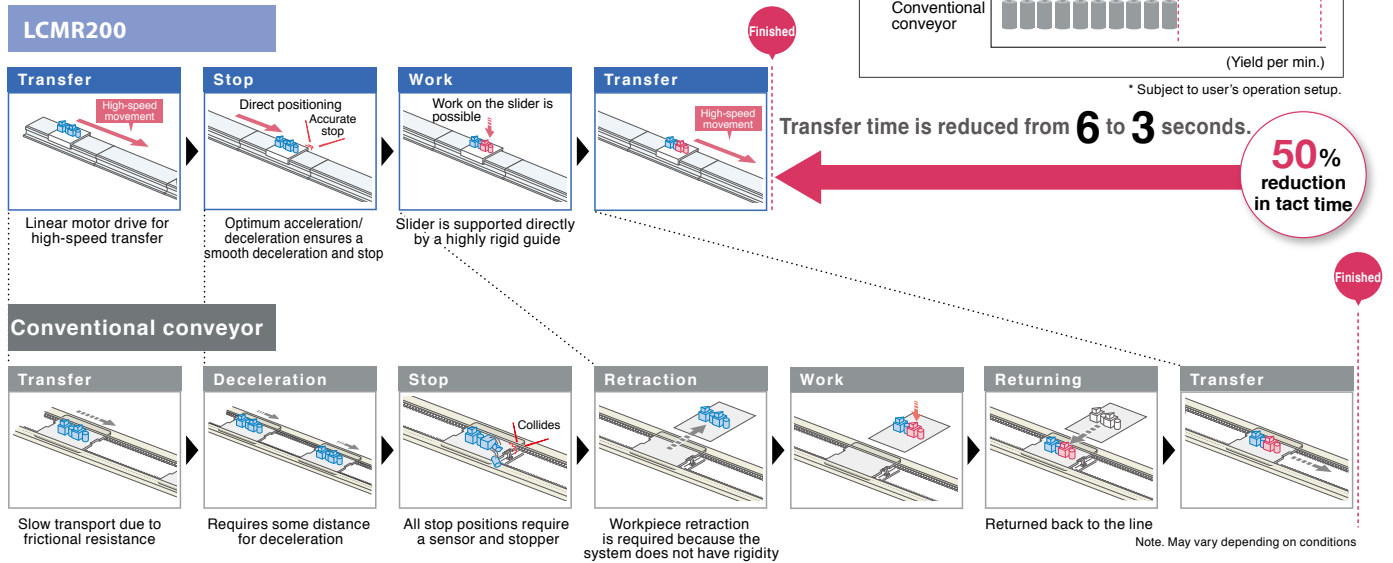 LCMR200
Finished
Conventional
conveyor
(Yield per min.)
* Subject to user's operation setup.
Transfer
High-speed
movement
Linear motor drive for
high-speed transfer
Stop
Direct positioning
Accurate
stop
Optimum acceleration/
deceleration ensures a
smooth deceleration and stop
Work
Work on the slider is
possible
Slider is supported directly
by a highly rigid guide
Transfer
High-speed
movement
Transfer time is reduced from 6 to 3 seconds.
50%
reduction
in tact time
Finished
Conventional conveyor
Transfer
Slow transport due to
frictional resistance
Deceleration
Requires some distance
for deceleration
Stop
Collides
All stop positions require
a sensor and stopper
Retraction
Workpiece retraction
is required because the
system does not have rigidity
Work
Returning
Returned back to the line
Transfer
Note. May vary depending on conditions